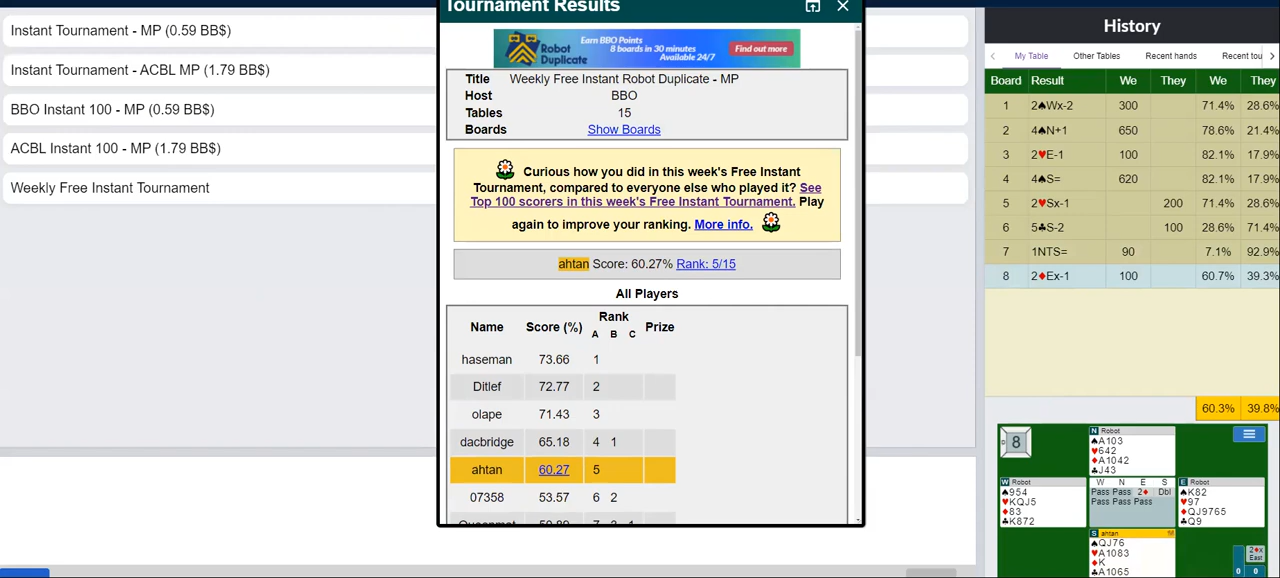 Instant Tournament - MP (0.59 BB$)
Instant Tournament - ACBL MP (1.79 BB$)
BBO Instant 100 - MP (0.59 BB$)
ACBL Instant 100 - MP (1.79 BB$)
Weekly Free Instant Tournament
Tournament Results
Robot Duplicate
Earn BBO Points
8 boards in 30 minutes
Available 24/7
Find out more
Title Weekly Free Instant Robot Duplicate - MP
Host BBO
Tables 15
Boards Show Boards
Curious how you did in this week's Free Instant
Tournament, compared to everyone else who played it? See
Top 100 scorers in this week's Free Instant Tournament. Play
again to improve your ranking. More info.
ahtan Score: 60.27% Rank: 5/15
All Players
Name Score (%) Rank Prize
A B C
haseman 73.66 1
Ditlef 72.77 2
olape 71.43 3
dacbridge 65.18 4 1
ahtan 60.27 5
07358 53.57 6 2
History
My Table Other Tables Recent hands Recent tou
Board Result We They We They
1 2♠Wx-2 300 71.4% 28.6%
2 4♠N+1 650 78.6% 21.4%
3 2♥E-1 100 82.1% 17.9%
4 4♠S= 620 82.1% 17.9%
5 2♥Sx-1 200 71.4% 28.6%
6 5♣S-2 100 28.6% 71.4%
7 1NTS= 90 7.1% 92.9%
8 2♦Ex-1 100 60.7% 39.3%
60.3% 39.8%
8
N Robot
♠A103
♥642
♦A1042
♣J43
W Robot
♠954
♥KQJ5
♦83
♣K872
W N E S
Pass Pass 2♦ Dbl
Pass Pass Pass
E Robot
♠K82
♥97
♦QJ9765
♣Q9
S ahtan
♠QJ76
♥A1083
♦K
♣A1065
2♦x
East
0 0